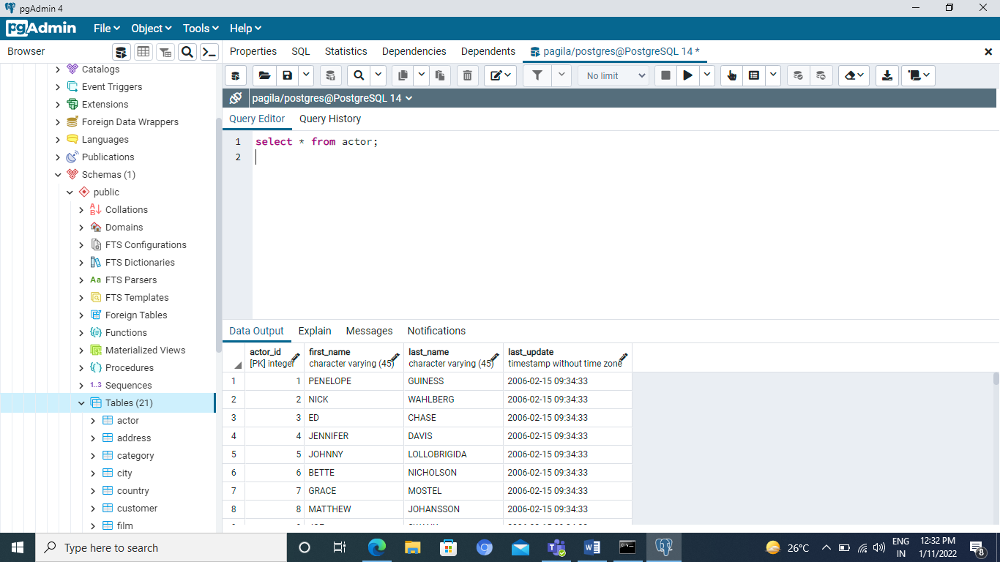 pgAdmin 4
pgAdmin File Object Tools Help
Browser
Properties SQL Statistics Dependencies Dependents pagila/postgres@PostgreSQL 14 *
No limit
pagila/postgres@PostgreSQL 14
Query Editor Query History
Catalogs
Event Triggers
Extensions
Foreign Data Wrappers
Languages
Publications
Schemas (1)
public
Collations
Domains
FTS Configurations
FTS Dictionaries
Aa FTS Parsers
FTS Templates
Foreign Tables
Functions
Materialized Views
Procedures
1..3 Sequences
Tables (21)
actor
address
category
city
country
customer
film
1 select * from actor;
2
Data Output Explain Messages Notifications
actor_id first_name last_name last_update
[PK] integer character varying (45) character varying (45) timestamp without time zone
1 1 PENELOPE GUINESS 2006-02-15 09:34:33
2 2 NICK WAHLBERG 2006-02-15 09:34:33
3 3 ED CHASE 2006-02-15 09:34:33
4 4 JENNIFER DAVIS 2006-02-15 09:34:33
5 5 JOHNNY LOLLOBRIGIDA 2006-02-15 09:34:33
6 6 BETTE NICHOLSON 2006-02-15 09:34:33
7 7 GRACE MOSTEL 2006-02-15 09:34:33
8 8 MATTHEW JOHANSSON 2006-02-15 09:34:33
Type here to search
26°C
ENG
IN
12:32 PM
1/11/2022
8